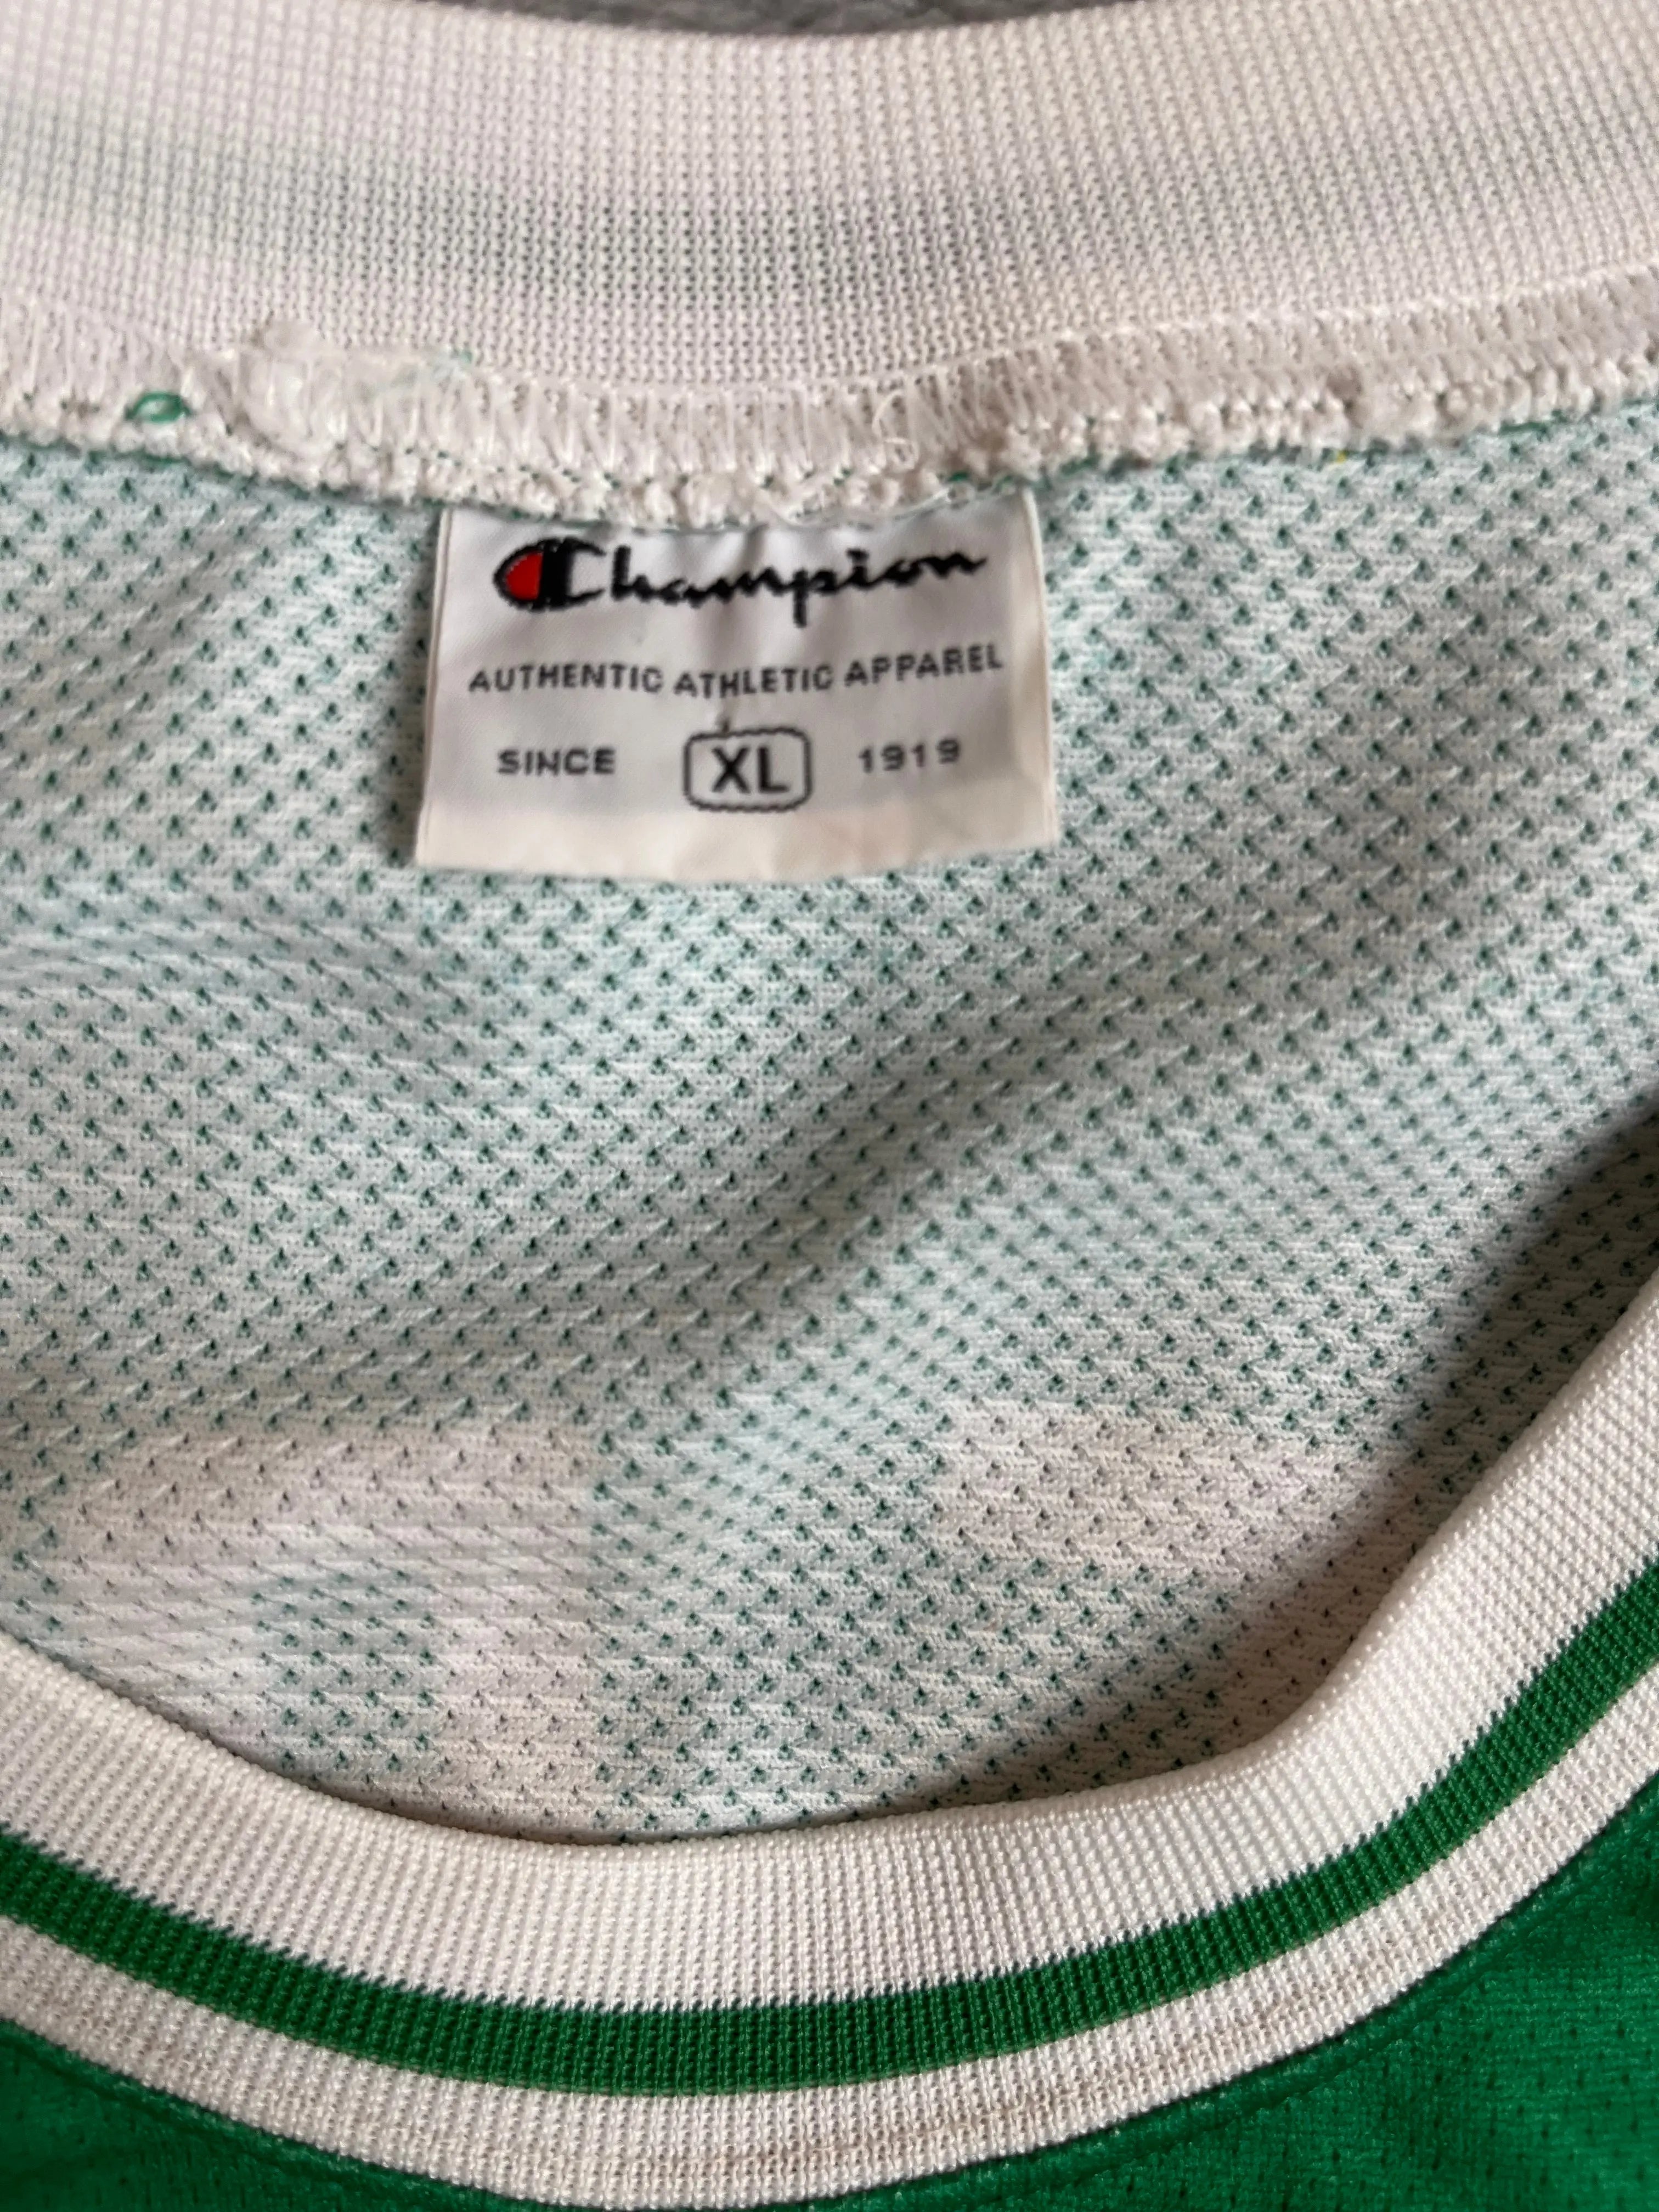 Champion
AUTHENTIC ATHLETIC APPAREL
SINCE XL 1919